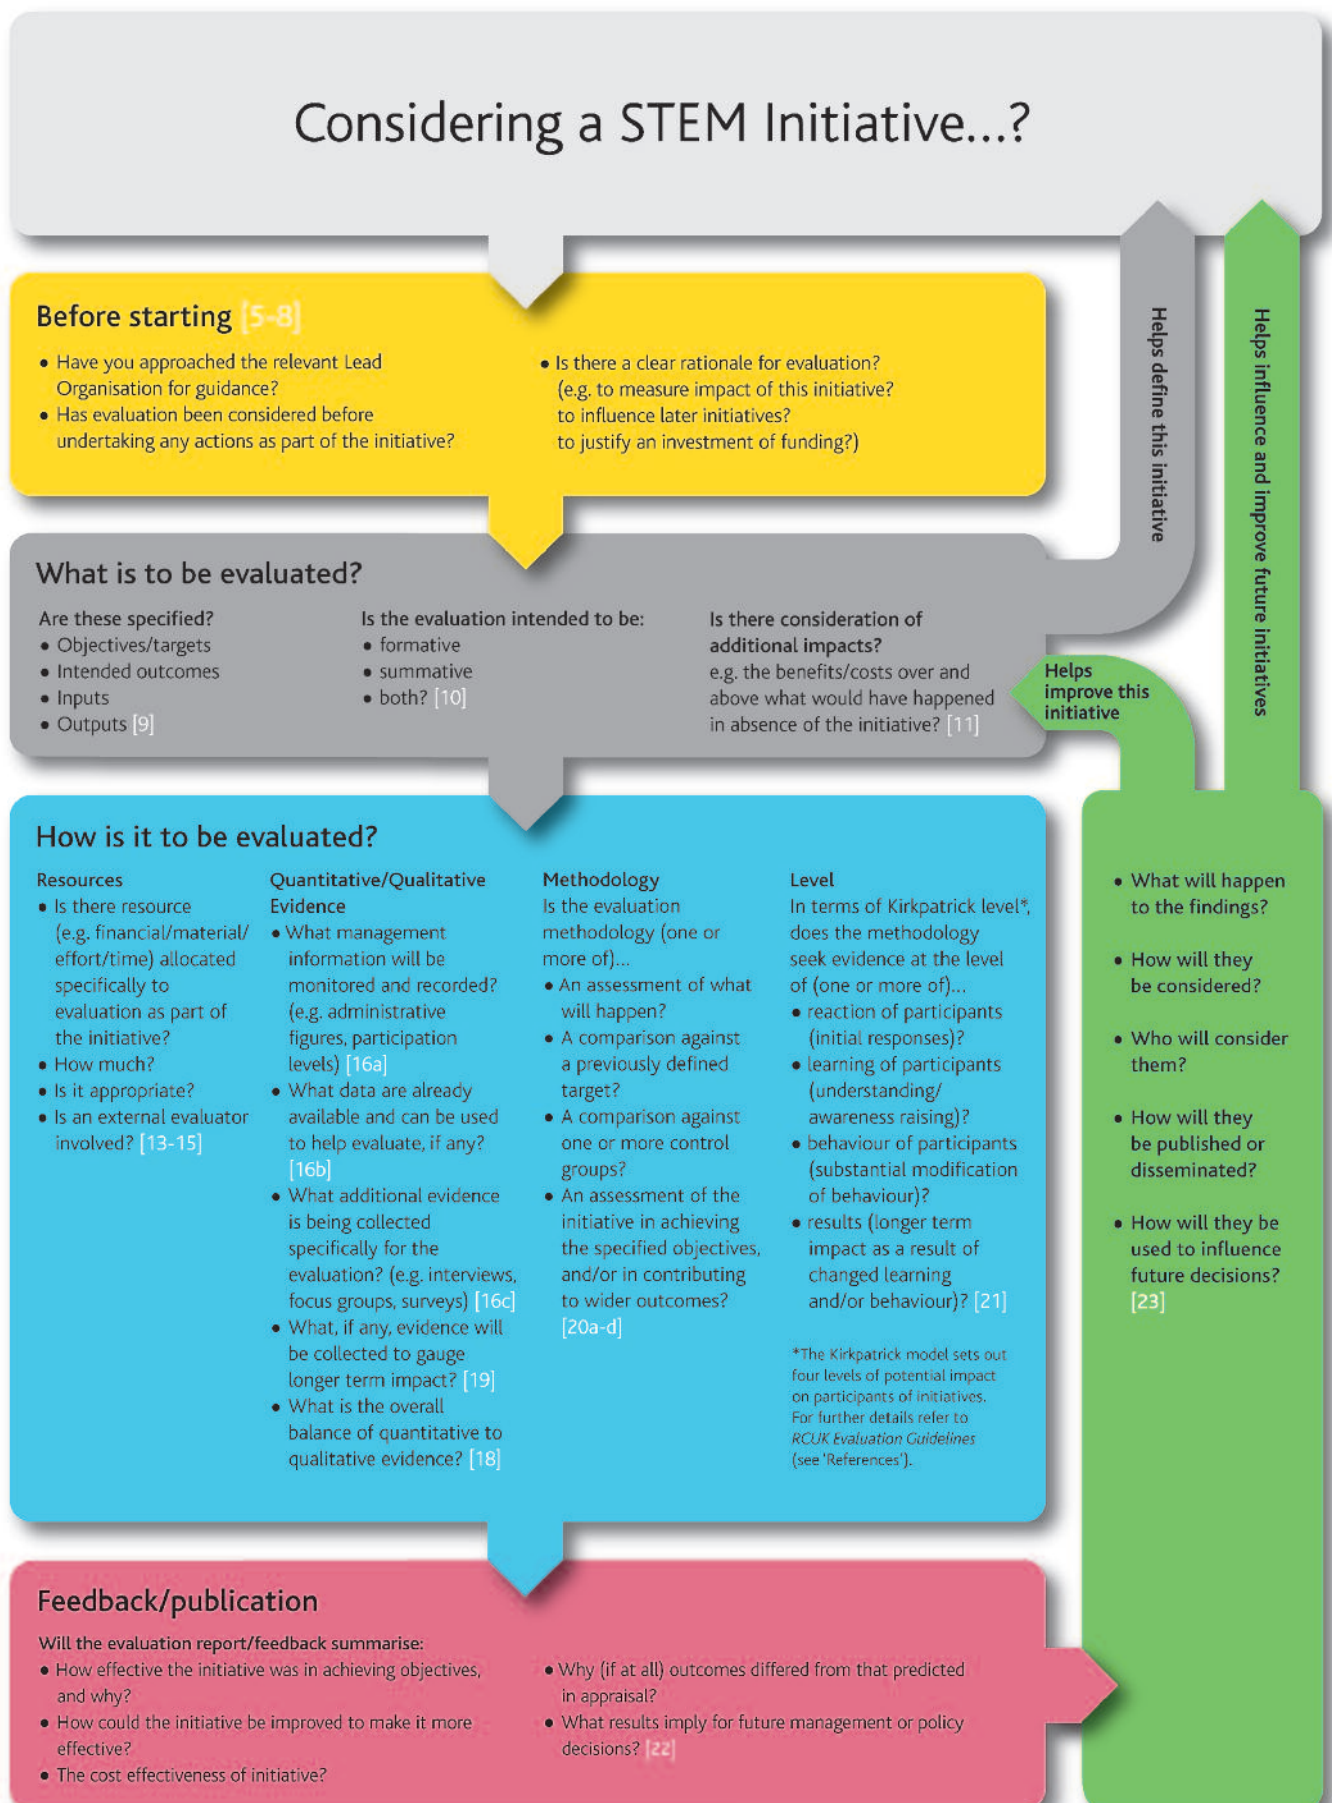 Considering a STEM Initiative...?
Before starting [5-8]
• Have you approached the relevant Lead
Organisation for guidance?
• Has evaluation been considered before
undertaking any actions as part of the initiative?
• Is there a clear rationale for evaluation?
(e.g. to measure impact of this initiative?
to influence later initiatives?
to justify an investment of funding?)
What is to be evaluated?
Are these specified?
• Objectives/targets
• Intended outcomes
• Inputs
• Outputs [9]
Is the evaluation intended to be:
• formative
• summative
• both? [10]
Is there consideration of
additional impacts?
e.g. the benefits/costs over and
above what would have happened
in absence of the initiative? [11]
Helps define this initiative
Helps influence and improve future initiatives
Helps
improve this
initiative
How is it to be evaluated?
Resources
• Is there resource
(e.g. financial/material/
effort/time) allocated
specifically to
evaluation as part of
the initiative?
• How much?
• Is it appropriate?
• Is an external evaluator
involved? [13-15]
Quantitative/Qualitative
Evidence
• What management
information will be
monitored and recorded?
(e.g. administrative
figures, participation
levels) [16a]
• What data are already
available and can be used
to help evaluate, if any?
[16b]
• What additional evidence
is being collected
specifically for the
evaluation? (e.g. interviews,
focus groups, surveys) [16c]
• What, if any, evidence will
be collected to gauge
longer term impact? [19]
• What is the overall
balance of quantitative to
qualitative evidence? [18]
Methodology
Is the evaluation
methodology (one or
more of)...
• An assessment of what
will happen?
• A comparison against
a previously defined
target?
• A comparison against
one or more control
groups?
• An assessment of the
initiative in achieving
the specified objectives,
and/or in contributing
to wider outcomes?
[20a-d]
Level
In terms of Kirkpatrick level*,
does the methodology
seek evidence at the level
of (one or more of)...
• reaction of participants
(initial responses)?
• learning of participants
(understanding/
awareness raising)?
• behaviour of participants
(substantial modification
of behaviour)?
• results (longer term
impact as a result of
changed learning
and/or behaviour)? [21]
*The Kirkpatrick model sets out
four levels of potential impact
on participants of initiatives.
For further details refer to
RCUK Evaluation Guidelines
(see 'References').
• What will happen
to the findings?
• How will they
be considered?
• Who will consider
them?
• How will they
be published or
disseminated?
• How will they be
used to influence
future decisions?
[23]
Feedback/publication
Will the evaluation report/feedback summarise:
• How effective the initiative was in achieving objectives,
and why?
• How could the initiative be improved to make it more
effective?
• The cost effectiveness of initiative?
• Why (if at all) outcomes differed from that predicted
in appraisal?
• What results imply for future management or policy
decisions? [22]